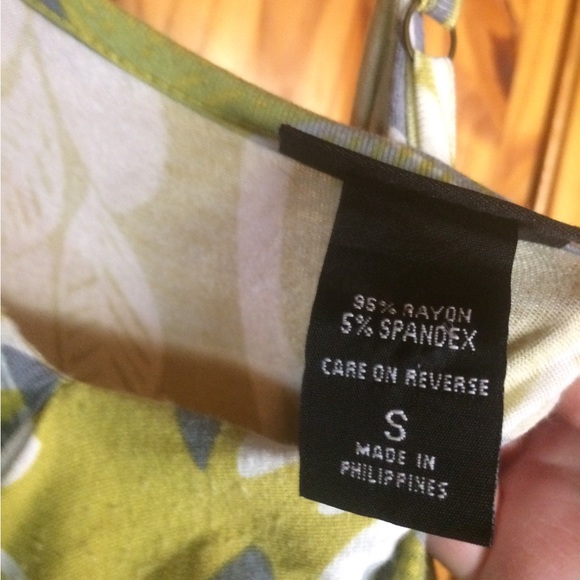 95% RAYON
5% SPANDEX
CARE ON REVERSE
S
MADE IN
PHILIPPINES